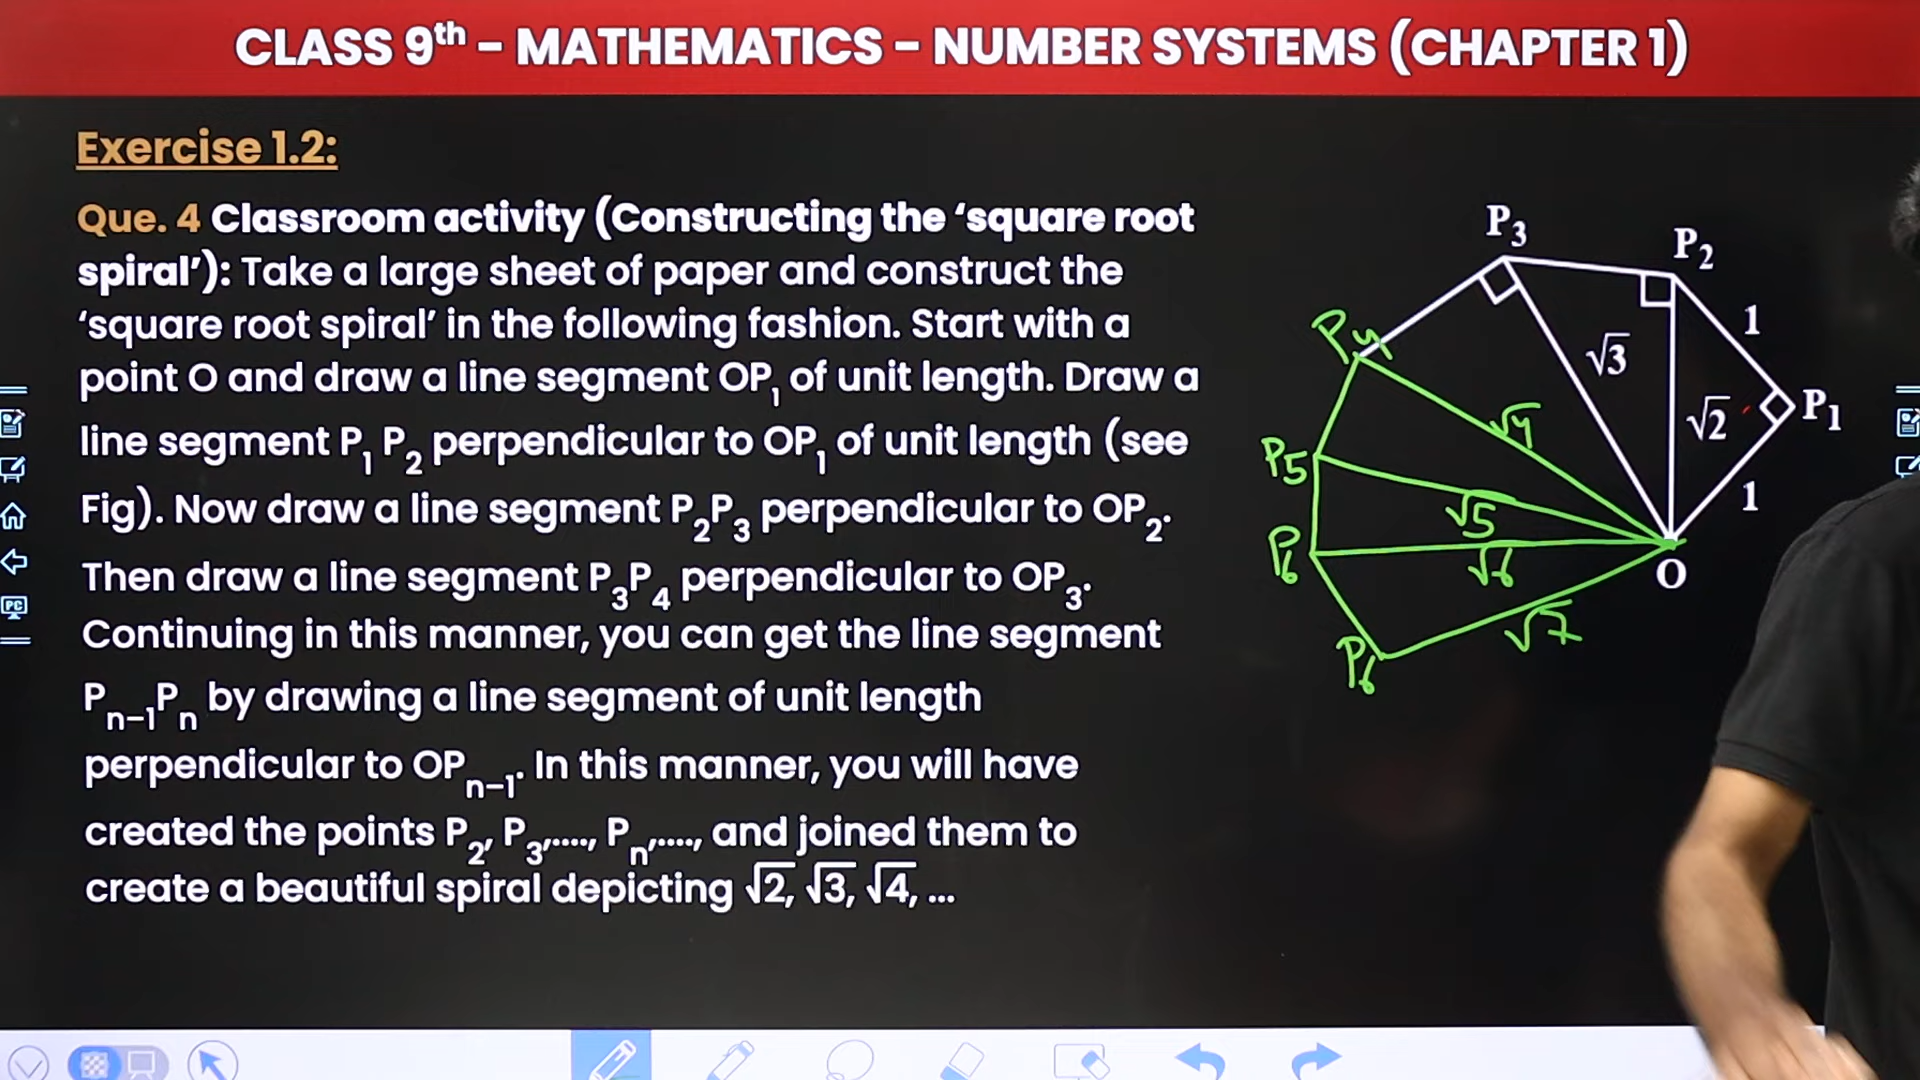 CLASS 9th – MATHEMATICS – NUMBER SYSTEMS (CHAPTER 1)
Exercise 1.2:
Que. 4 Classroom activity (Constructing the ‘square root
spiral’): Take a large sheet of paper and construct the
‘square root spiral’ in the following fashion. Start with a
point O and draw a line segment OP₁ of unit length. Draw a
line segment P₁ P₂ perpendicular to OP₁ of unit length (see
Fig). Now draw a line segment P₂P₃ perpendicular to OP₂.
Then draw a line segment P₃P₄ perpendicular to OP₃.
Continuing in this manner, you can get the line segment
Pₙ₋₁Pₙ by drawing a line segment of unit length
perpendicular to OPₙ₋₁. In this manner, you will have
created the points P₂, P₃,....., Pₙ,....., and joined them to
create a beautiful spiral depicting √2, √3, √4, ...
P₃
P₂
P₄
1
√3
P₁
√2
√4
P₅
1
√5
P₆
√6
O
√7
P₆
PC